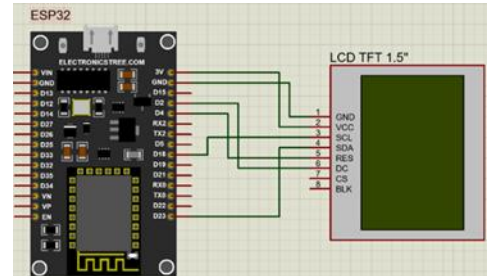 ESP32
ELECTRONICSTREE.COM
VIN
GND
D13
D12
D14
D27
D26
D25
D33
D32
D35
D34
VN
VP
EN
3V
GND
D15
D2
D4
RX2
TX2
D5
D18
D19
D21
RX0
TX0
D22
D23
LCD TFT 1.5"
1 GND
2 VCC
3 SCL
4 SDA
5 RES
6 DC
7 CS
8 BLK